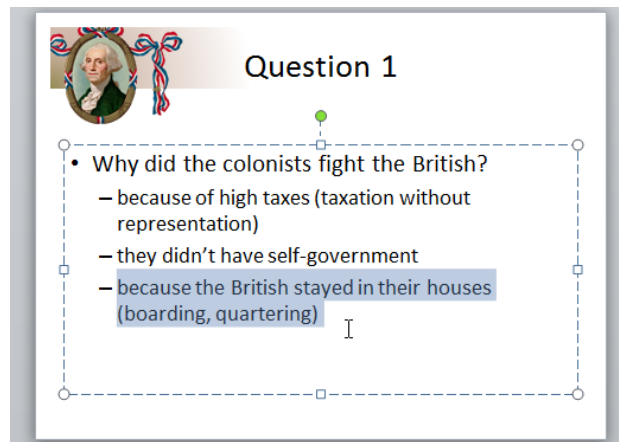 Question 1
• Why did the colonists fight the British?
– because of high taxes (taxation without
representation)
– they didn't have self-government
– because the British stayed in their houses
(boarding, quartering)